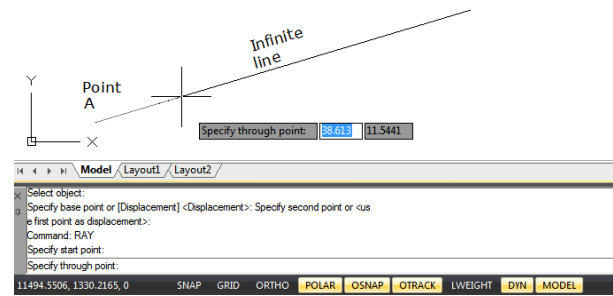 Infinite
line
Y
Point
A
Specify through point: 38.613 11.5441
X
Model Layout1 Layout2
Select object:
Specify base point or [Displacement] <Displacement>: Specify second point or <us
e first point as displacement>:
Command: RAY
Specify start point:
Specify through point:
11494.5506, 1330.2165, 0 SNAP GRID ORTHO POLAR OSNAP OTRACK LWEIGHT DYN MODEL